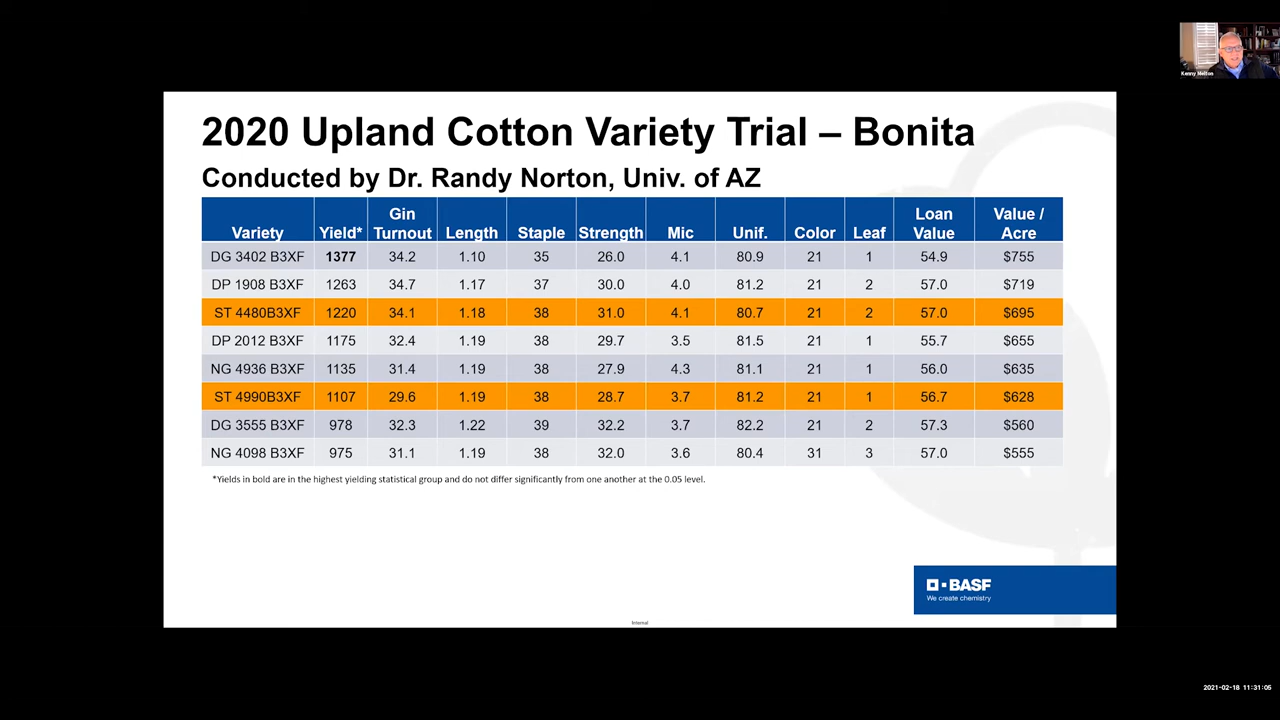 Kenny Melton
2020 Upland Cotton Variety Trial – Bonita
Conducted by Dr. Randy Norton, Univ. of AZ
Variety Yield* Gin Turnout Length Staple Strength Mic Unif. Color Leaf Loan Value Value / Acre
DG 3402 B3XF 1377 34.2 1.10 35 26.0 4.1 80.9 21 1 54.9 $755
DP 1908 B3XF 1263 34.7 1.17 37 30.0 4.0 81.2 21 2 57.0 $719
ST 4480B3XF 1220 34.1 1.18 38 31.0 4.1 80.7 21 2 57.0 $695
DP 2012 B3XF 1175 32.4 1.19 38 29.7 3.5 81.5 21 1 55.7 $655
NG 4936 B3XF 1135 31.4 1.19 38 27.9 4.3 81.1 21 1 56.0 $635
ST 4990B3XF 1107 29.6 1.19 38 28.7 3.7 81.2 21 1 56.7 $628
DG 3555 B3XF 978 32.3 1.22 39 32.2 3.7 82.2 21 2 57.3 $560
NG 4098 B3XF 975 31.1 1.19 38 32.0 3.6 80.4 31 3 57.0 $555
*Yields in bold are in the highest yielding statistical group and do not differ significantly from one another at the 0.05 level.
BASF
We create chemistry
Internal
2021-02-18 11:31:05